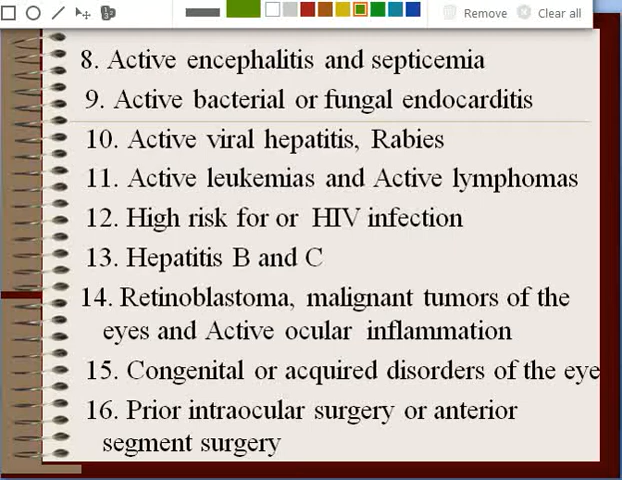 Remove
Clear all
8. Active encephalitis and septicemia
9. Active bacterial or fungal endocarditis
10. Active viral hepatitis, Rabies
11. Active leukemias and Active lymphomas
12. High risk for or HIV infection
13. Hepatitis B and C
14. Retinoblastoma, malignant tumors of the
eyes and Active ocular inflammation
15. Congenital or acquired disorders of the eye
16. Prior intraocular surgery or anterior
segment surgery